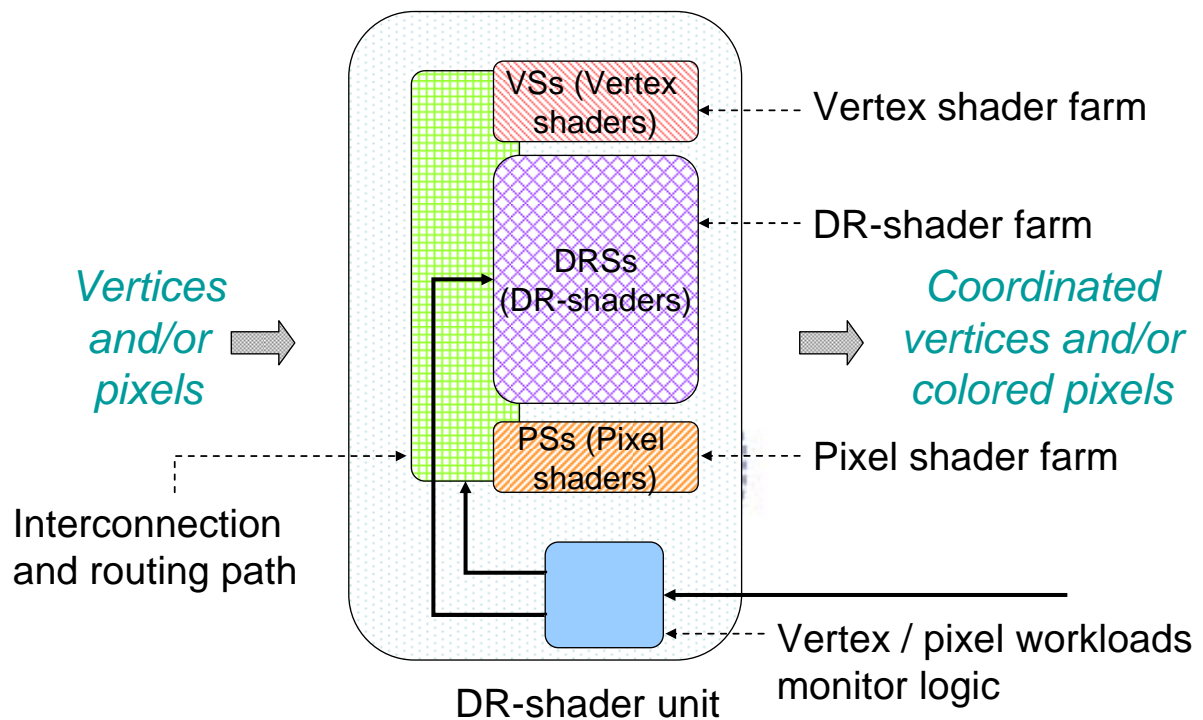 VSs (Vertex
shaders)
Vertex shader farm
DR-shader farm
DRSs
(DR-shaders)
Vertices
and/or
pixels
Coordinated
vertices and/or
colored pixels
PSs (Pixel
shaders)
Pixel shader farm
Interconnection
and routing path
Vertex / pixel workloads
monitor logic
DR-shader unit